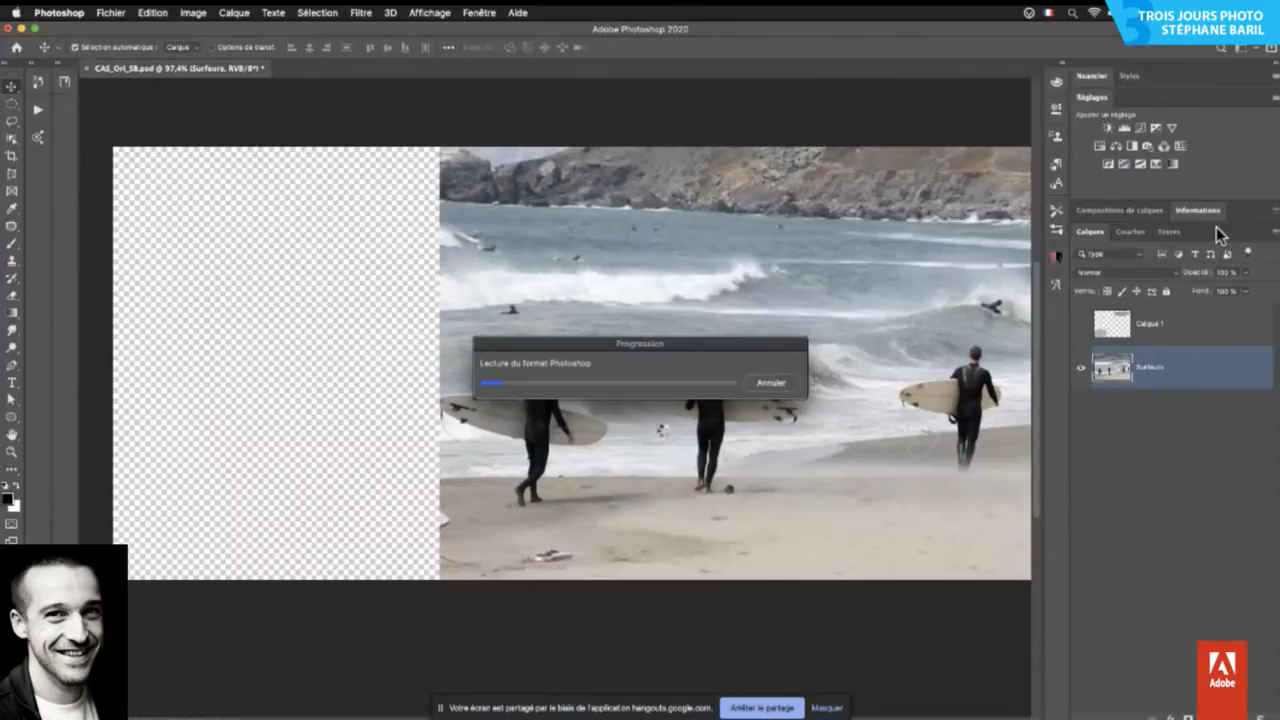 Photoshop Fichier Edition Image Calque Texte Sélection Filtre 3D Affichage Fenêtre Aide
TROIS JOURS PHOTO
STÉPHANE BARIL
Adobe Photoshop 2020
Sélection automatique : Calque Options de transf.
CAS_Ori_SB.psd @ 97,4% (Surfeurs, RVB/8*) *
Nuancier Styles
Réglages
Ajouter un réglage
Compositions de calques Informations
Calques Couches Tracés
Type
Normal Opacité : 100 %
Verrou : Fond : 100 %
Calque 1
Surfeurs
Progression
Lecture du format Photoshop
Annuler
Votre écran est partagé par le biais de l'application hangouts.google.com. Arrêter le partage Masquer
Adobe